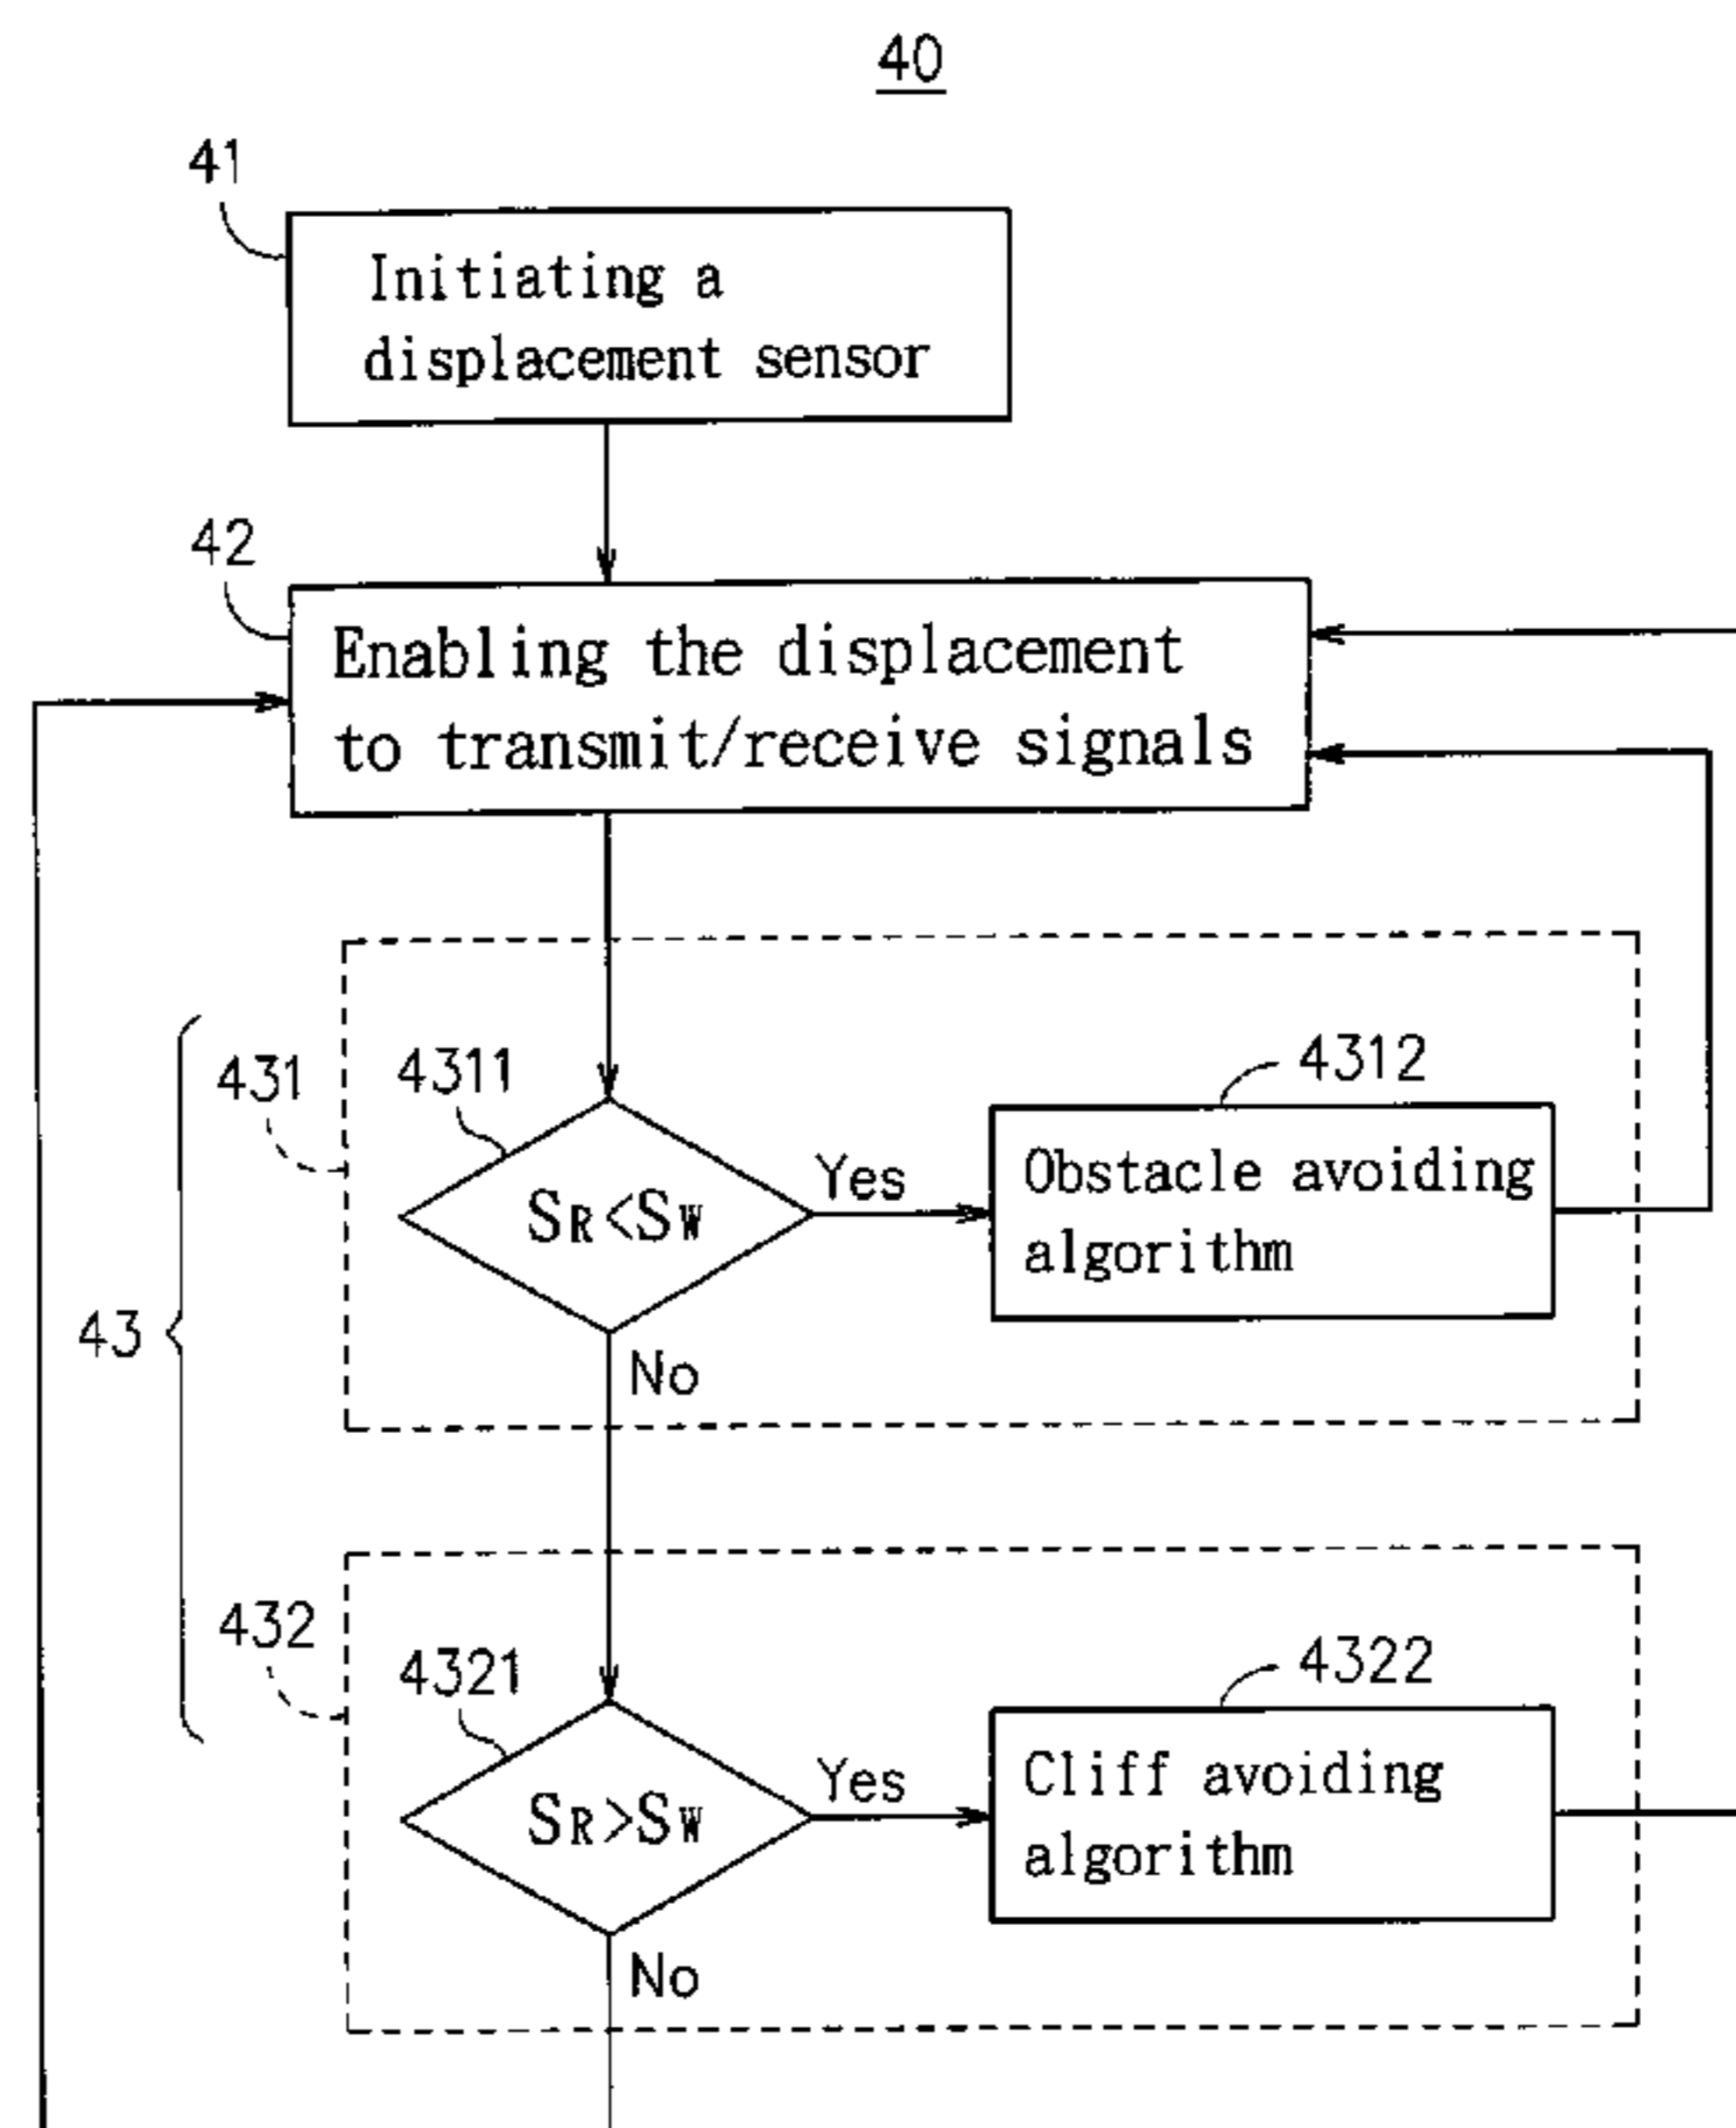 40
41
Initiating a
displacement sensor
42
Enabling the displacement
to transmit/receive signals
43
431
4311
SR<SW
Yes
No
4312
Obstacle avoiding
algorithm
432
4321
SR>SW
Yes
No
4322
Cliff avoiding
algorithm